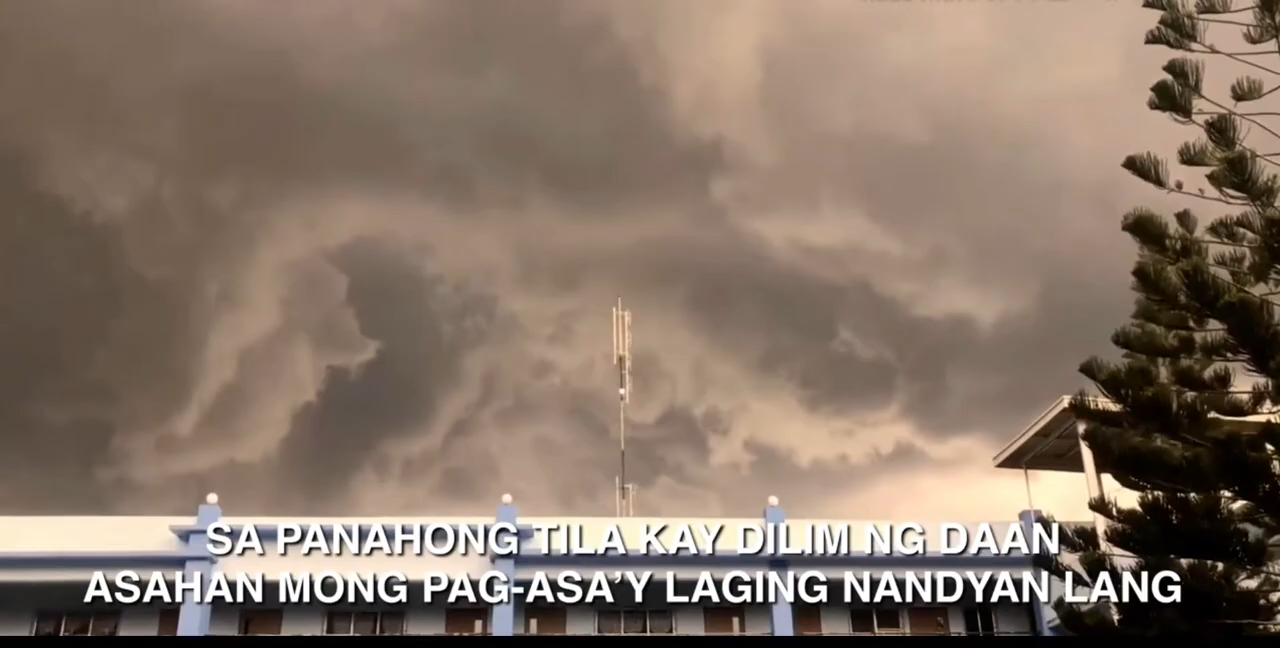 SA PANAHONG TILA KAY DILIM NG DAAN
ASAHAN MONG PAG-ASA'Y LAGING NANDYAN LANG